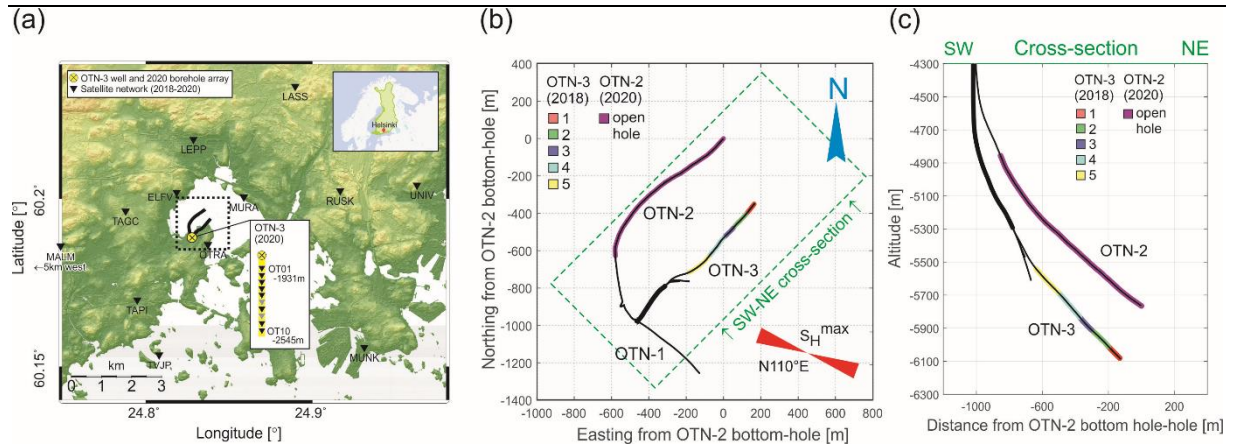 (a)
OTN-3 well and 2020 borehole array
Satellite network (2018-2020)
Helsinki
LASS
LEPP
ELFV
MURA
RUSK
UNIV
TAGC
OTN-3
(2020)
OTRA
MALM
←5km west
OT01
-1931m
TAPI
OT10
-2545m
TVJP
MUNK
km
0 1 2 3
60.2°
60.15°
Latitude [°]
24.8°
24.9°
Longitude [°]
(b)
OTN-3
(2018)
OTN-2
(2020)
1
2
3
4
5
open
hole
N
OTN-2
OTN-3
OTN-1
↑ SW-NE cross-section ↑
SHmax
N110°E
400
200
0
-200
-400
-600
-800
-1000
-1200
-1400
Northing from OTN-2 bottom-hole [m]
-1000 -800 -600 -400 -200 0 200 400 600 800
Easting from OTN-2 bottom-hole [m]
(c)
SW Cross-section NE
OTN-3
(2018)
OTN-2
(2020)
1
2
3
4
5
open
hole
OTN-2
OTN-3
-4300
-4500
-4700
-4900
-5100
-5300
-5500
-5700
-5900
-6100
-6300
Altitude [m]
-1000 -600 -200 200 400
Distance from OTN-2 bottom hole-hole [m]